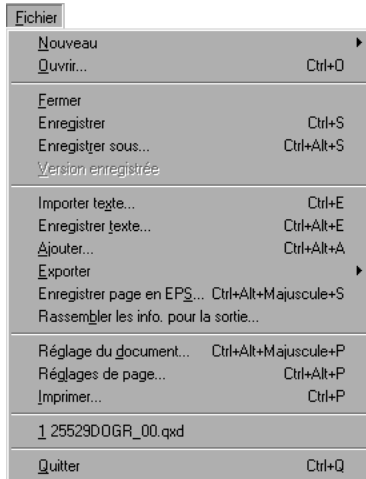 Fichier
Nouveau
Ouvrir... Ctrl+O
Fermer
Enregistrer Ctrl+S
Enregistrer sous... Ctrl+Alt+S
Version enregistrée
Importer texte... Ctrl+E
Enregistrer texte... Ctrl+Alt+E
Ajouter... Ctrl+Alt+A
Exporter
Enregistrer page en EPS... Ctrl+Alt+Majuscule+S
Rassembler les info. pour la sortie...
Réglage du document... Ctrl+Alt+Majuscule+P
Réglages de page... Ctrl+Alt+P
Imprimer... Ctrl+P
1 25529DOGR_00.qxd
Quitter Ctrl+Q